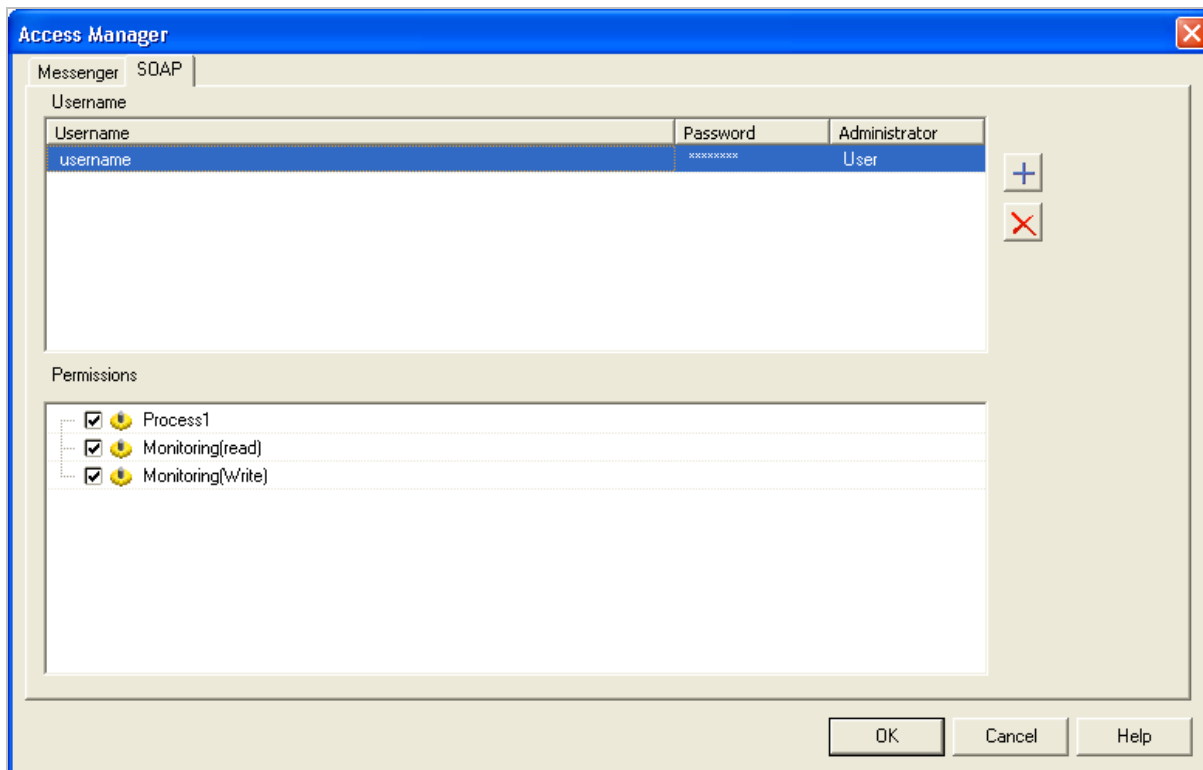 Access Manager
Messenger SOAP
Username
Username Password Administrator
username ******** User
Permissions
Process1
Monitoring(read)
Monitoring(Write)
OK Cancel Help